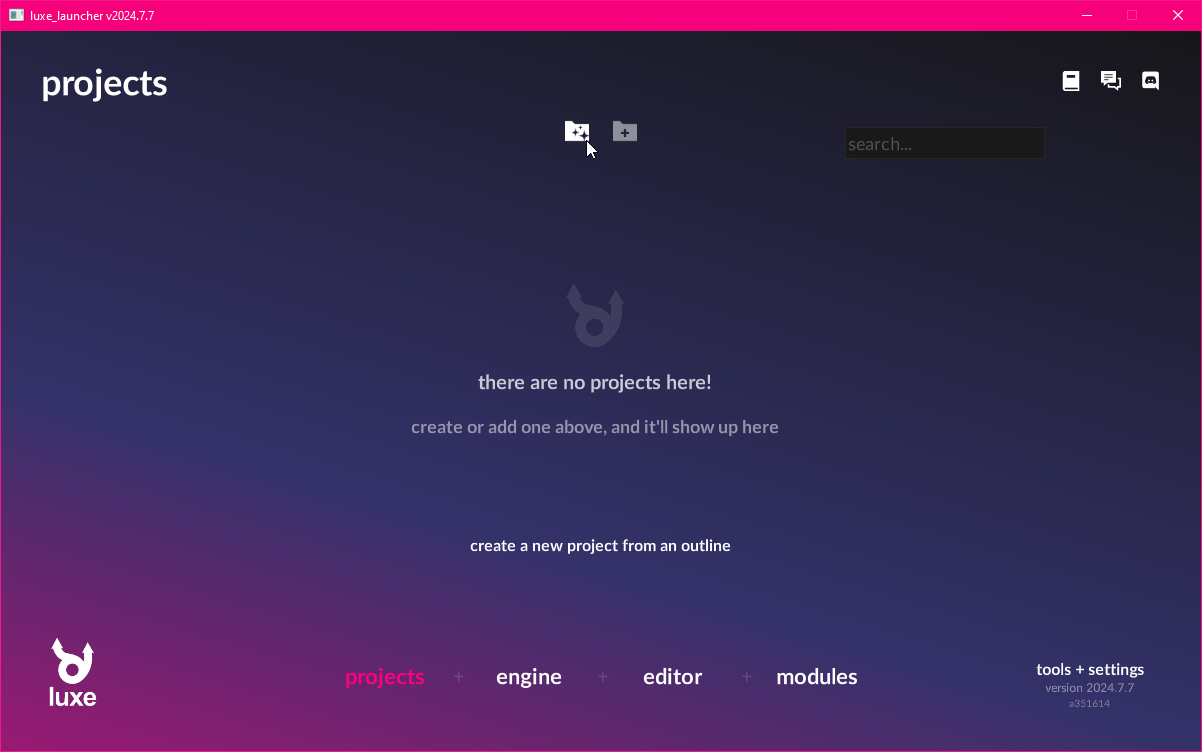 luxe_launcher v2024.7.7
projects
search...
there are no projects here!
create or add one above, and it'll show up here
create a new project from an outline
luxe
projects + engine + editor + modules
tools + settings
version 2024.7.7
a351614